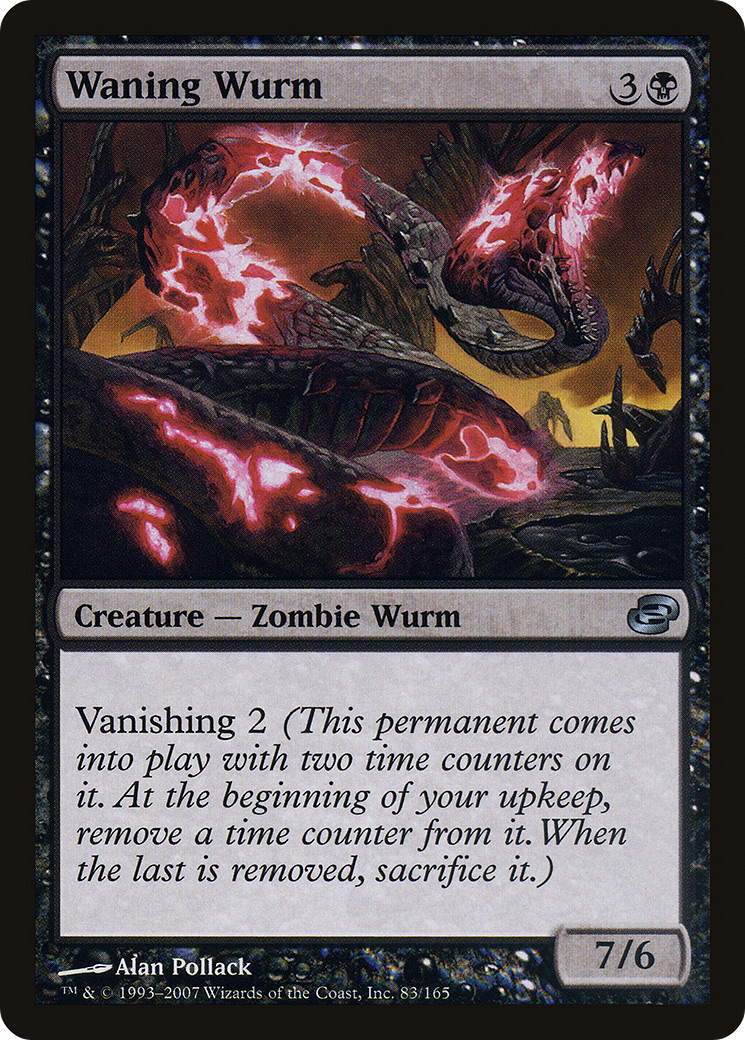 Waning Wurm 3
Creature — Zombie Wurm
Vanishing 2 (This permanent comes
into play with two time counters on
it. At the beginning of your upkeep,
remove a time counter from it. When
the last is removed, sacrifice it.)
7/6
Alan Pollack
™ & © 1993–2007 Wizards of the Coast, Inc. 83/165